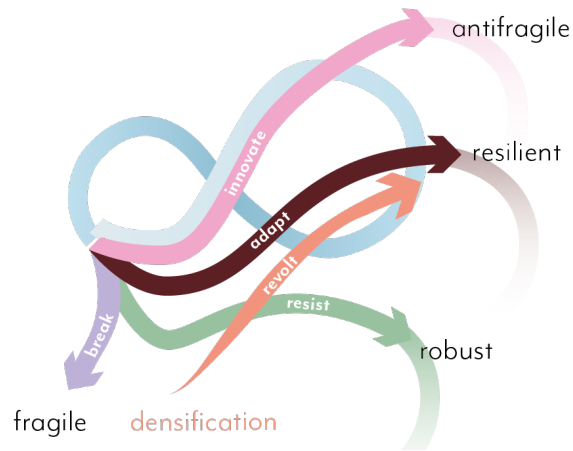 antifragile
innovate
resilient
adapt
revolt
resist
break
robust
fragile
densification